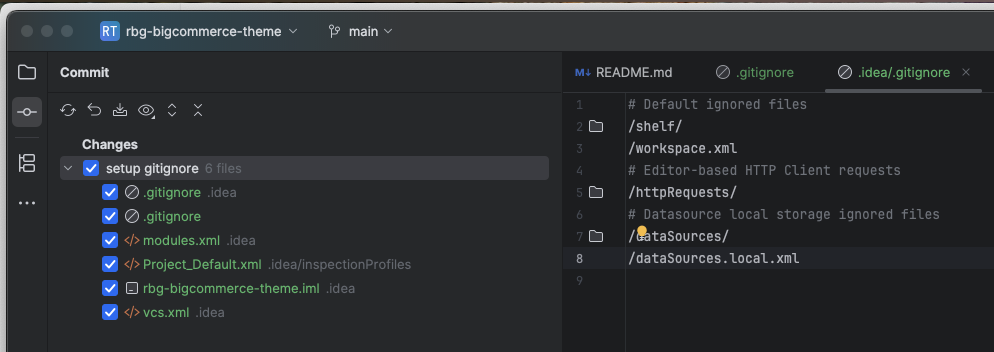 RT rbg-bigcommerce-theme main
Commit
Changes
setup gitignore 6 files
.gitignore .idea
.gitignore
modules.xml .idea
Project_Default.xml .idea/inspectionProfiles
rbg-bigcommerce-theme.iml .idea
vcs.xml .idea
M↓ README.md .gitignore .idea/.gitignore
1 # Default ignored files
2 /shelf/
3 /workspace.xml
4 # Editor-based HTTP Client requests
5 /httpRequests/
6 # Datasource local storage ignored files
7 /dataSources/
8 /dataSources.local.xml
9